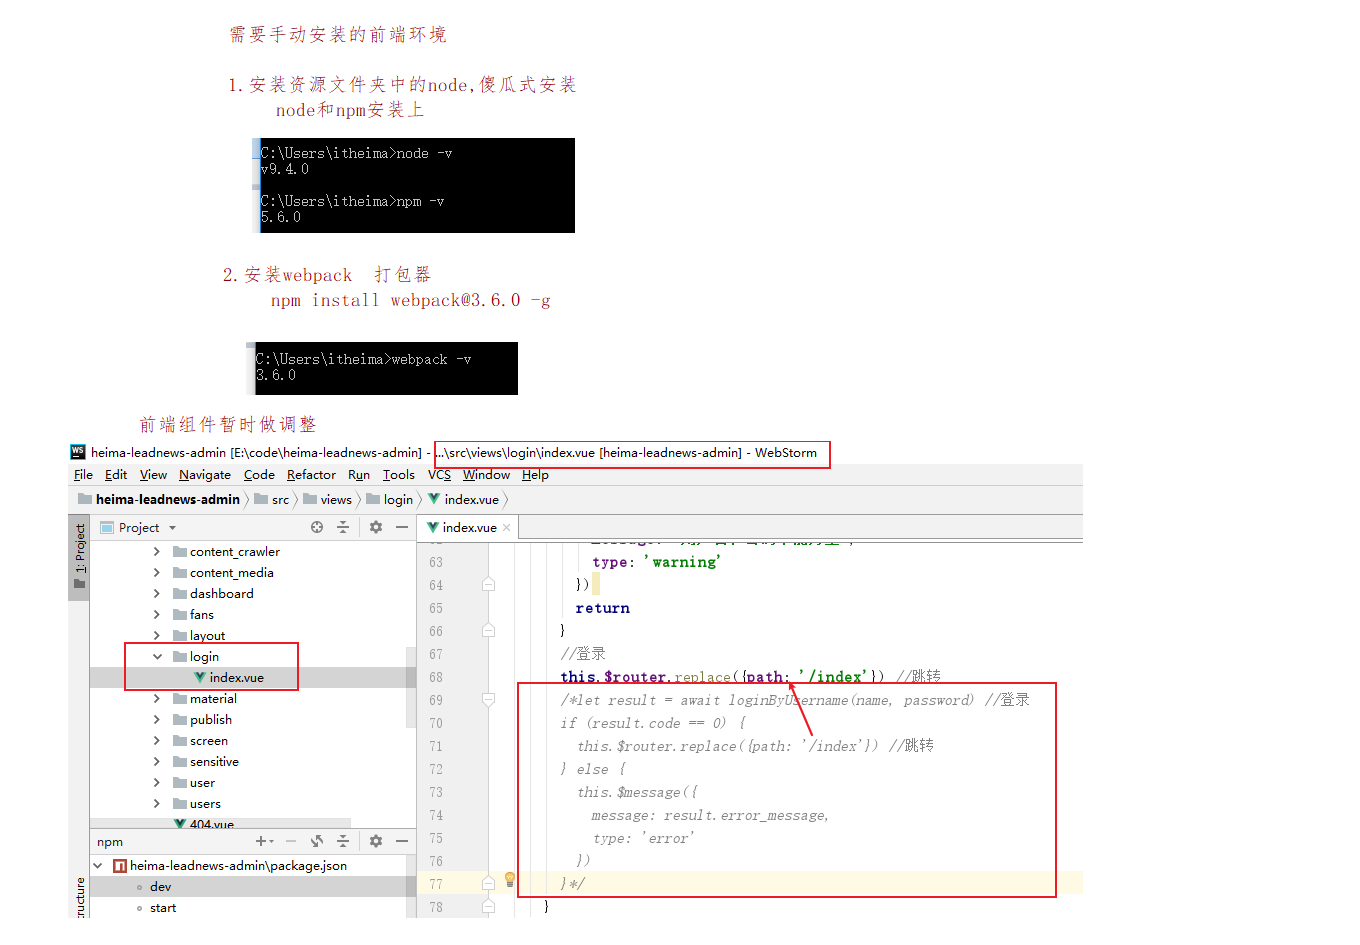 需要手动安装的前端环境
1.安装资源文件夹中的node,傻瓜式安装
node和npm安装上
C:\Users\itheima>node -v
v9.4.0
C:\Users\itheima>npm -v
5.6.0
2.安装webpack 打包器
npm install webpack@3.6.0 -g
C:\Users\itheima>webpack -v
3.6.0
前端组件暂时做调整
WS heima-leadnews-admin [E:\code\heima-leadnews-admin] - ...\src\views\login\index.vue [heima-leadnews-admin] - WebStorm
File Edit View Navigate Code Refactor Run Tools VCS Window Help
heima-leadnews-admin src views login index.vue
1: Project
Project
content_crawler
content_media
dashboard
fans
layout
login
index.vue
material
publish
screen
sensitive
user
users
404.vue
npm
heima-leadnews-admin\package.json
dev
start
index.vue
63 type: 'warning'
64 })
65 return
66 }
67 //登录
68 this.$router.replace({path: '/index'}) //跳转
69 /*let result = await loginByUsername(name, password) //登录
70 if (result.code == 0) {
71 this.$router.replace({path: '/index'}) //跳转
72 } else {
73 this.$message({
74 message: result.error_message,
75 type: 'error'
76 })
77 }*/
78 }